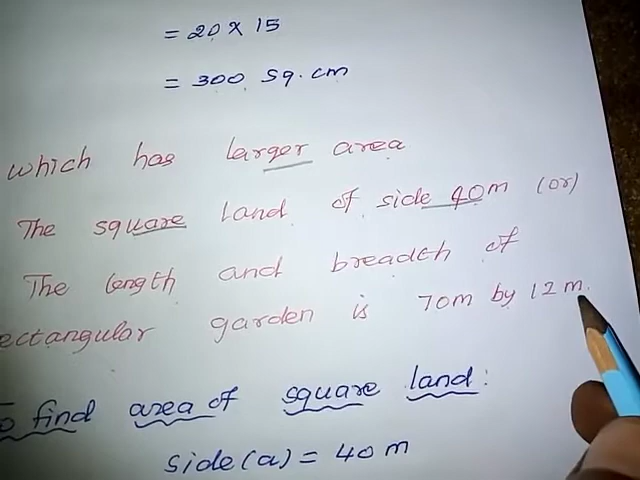 = 20 × 15
= 300 sq. cm
which has larger area
The square land of side 40m (or)
The length and breadth of
ectangular garden is 70m by 12m.
o find area of square land:
side(a) = 40 m